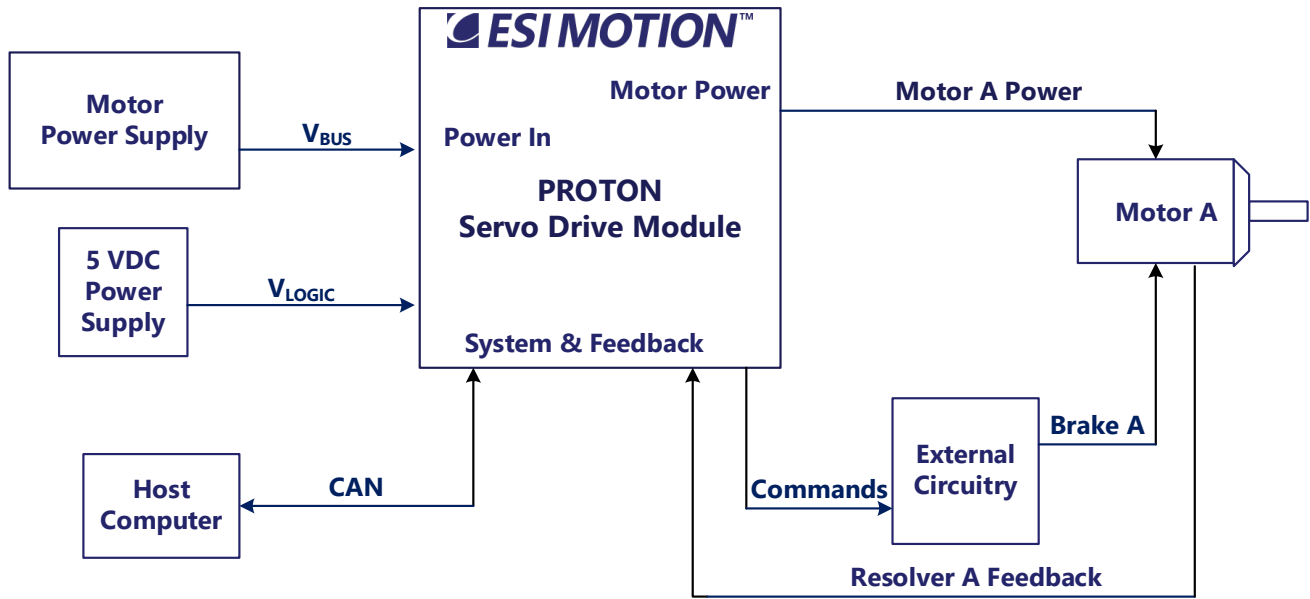 ESI MOTION™
Motor
Power Supply
VBUS
Motor Power
Motor A Power
Power In
PROTON
Servo Drive Module
Motor A
5 VDC
Power
Supply
VLOGIC
System & Feedback
Host
Computer
CAN
Commands
External
Circuitry
Brake A
Resolver A Feedback